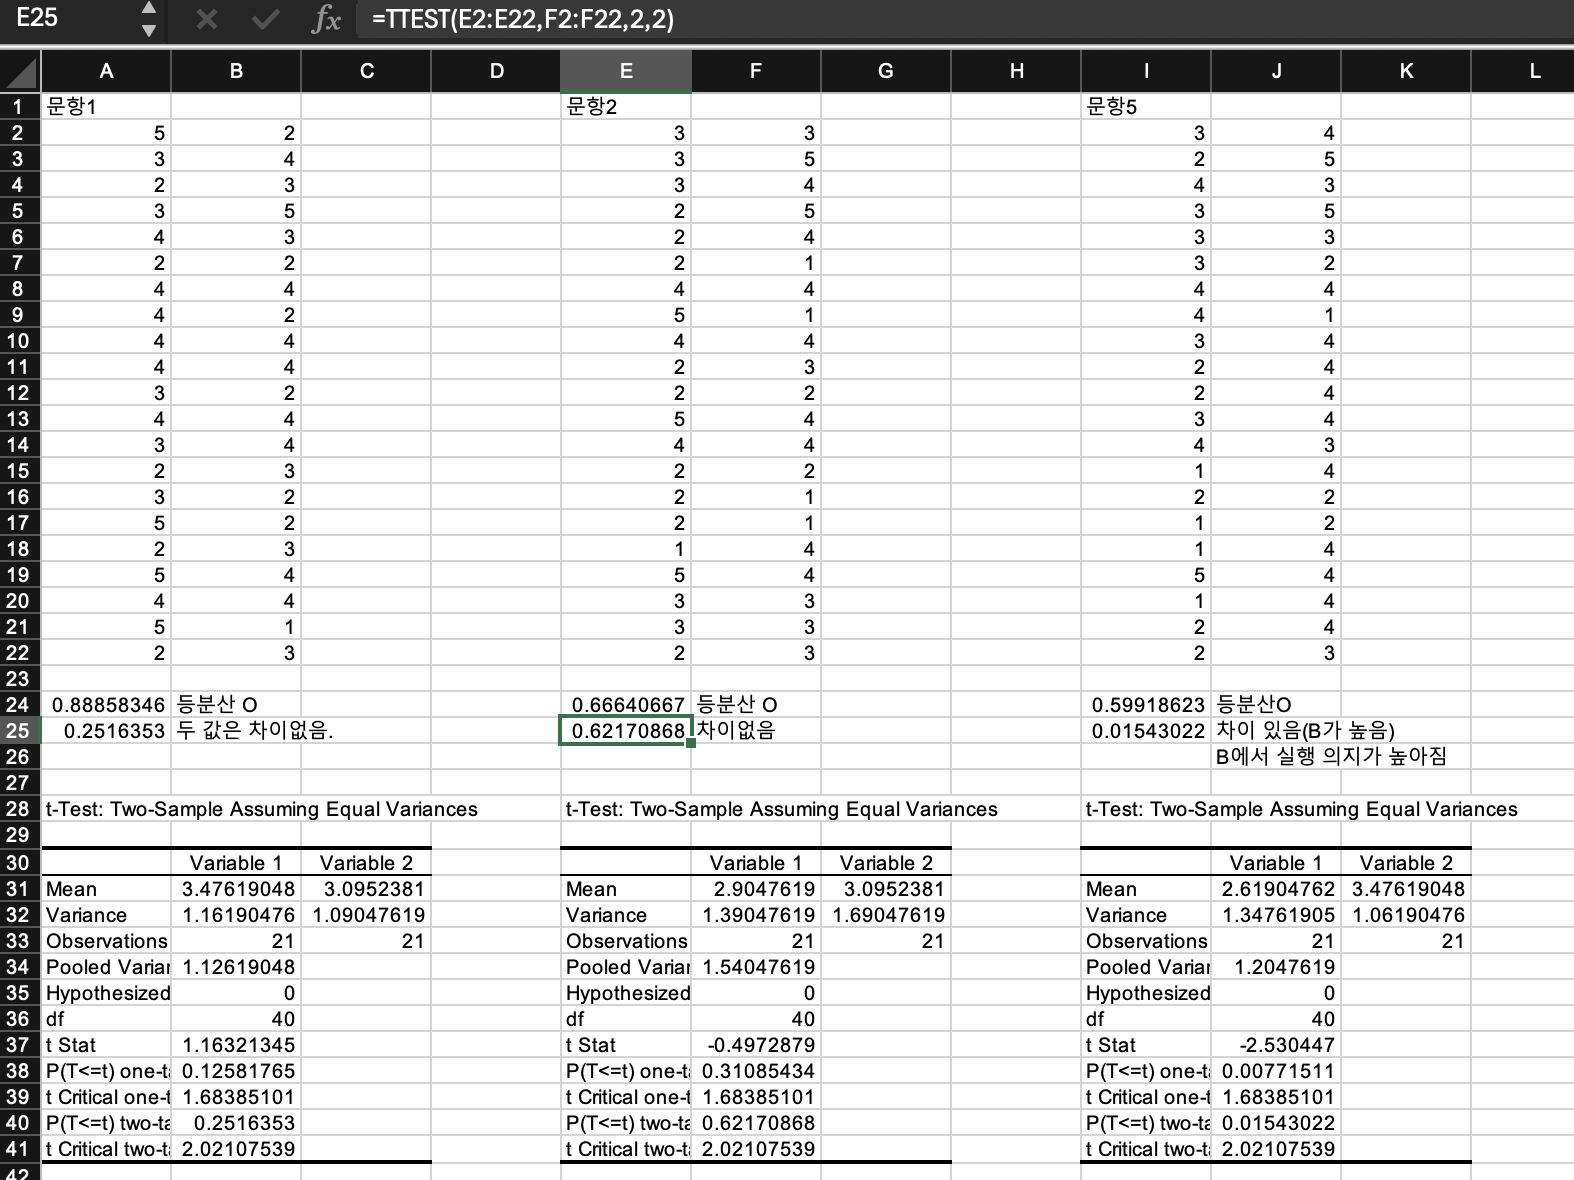 E25 fx =TTEST(E2:E22,F2:F22,2,2)
A B C D E F G H I J K L
1 문항1 문항2 문항5
2 5 2 3 3 3 4
3 3 4 3 5 2 5
4 2 3 3 4 4 3
5 3 5 2 5 3 5
6 4 3 2 4 3 3
7 2 2 2 1 3 2
8 4 4 4 4 4 4
9 4 2 5 1 4 1
10 4 4 4 4 3 4
11 4 4 2 3 2 4
12 3 2 2 2 2 4
13 4 4 5 4 3 4
14 3 4 4 4 4 3
15 2 3 2 2 1 4
16 3 2 2 1 2 2
17 5 2 2 1 1 2
18 2 3 1 4 1 4
19 5 4 5 4 5 4
20 4 4 3 3 1 4
21 5 1 3 3 2 4
22 2 3 2 3 2 3
23
24 0.88858346 등분산 O 0.66640667 등분산 O 0.59918623 등분산O
25 0.2516353 두 값은 차이없음. 0.62170868 차이없음 0.01543022 차이 있음(B가 높음)
26 B에서 실행 의지가 높아짐
27
28 t-Test: Two-Sample Assuming Equal Variances t-Test: Two-Sample Assuming Equal Variances t-Test: Two-Sample Assuming Equal Variances
29
30 Variable 1 Variable 2 Variable 1 Variable 2 Variable 1 Variable 2
31 Mean 3.47619048 3.0952381 Mean 2.9047619 3.0952381 Mean 2.61904762 3.47619048
32 Variance 1.16190476 1.09047619 Variance 1.39047619 1.69047619 Variance 1.34761905 1.06190476
33 Observations 21 21 Observations 21 21 Observations 21 21
34 Pooled Varian 1.12619048 Pooled Varian 1.54047619 Pooled Varian 1.2047619
35 Hypothesized 0 Hypothesized 0 Hypothesized 0
36 df 40 df 40 df 40
37 t Stat 1.16321345 t Stat -0.4972879 t Stat -2.530447
38 P(T<=t) one-ta 0.12581765 P(T<=t) one-ta 0.31085434 P(T<=t) one-ta 0.00771511
39 t Critical one-t 1.68385101 t Critical one-t 1.68385101 t Critical one-t 1.68385101
40 P(T<=t) two-ta 0.2516353 P(T<=t) two-ta 0.62170868 P(T<=t) two-ta 0.01543022
41 t Critical two-ta 2.02107539 t Critical two-ta 2.02107539 t Critical two-ta 2.02107539
42